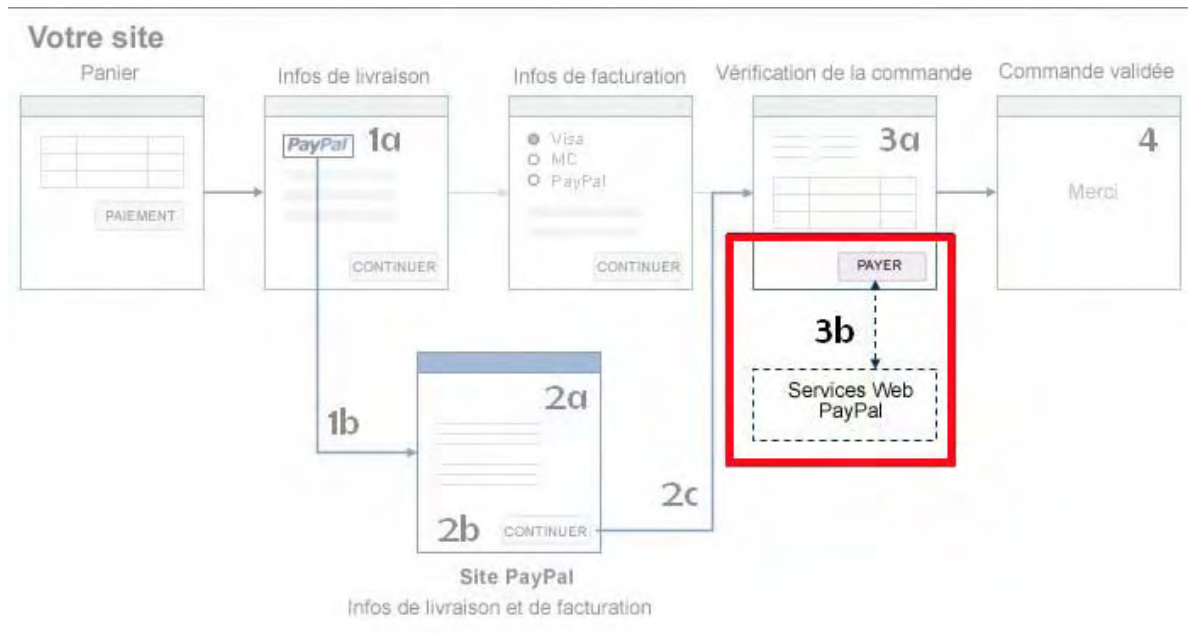 Votre site
Panier
Infos de livraison
Infos de facturation
Vérification de la commande
Commande validée
PayPal
1a
Visa
MC
PayPal
3a
4
Merci
PAIEMENT
CONTINUER
CONTINUER
PAYER
3b
Services Web
PayPal
1b
2a
2c
2b
CONTINUER
Site PayPal
Infos de livraison et de facturation